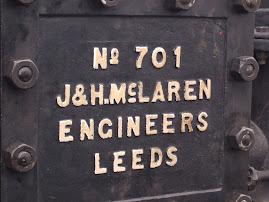 Nº 701
J&H.McLAREN
ENGINEERS
LEEDS